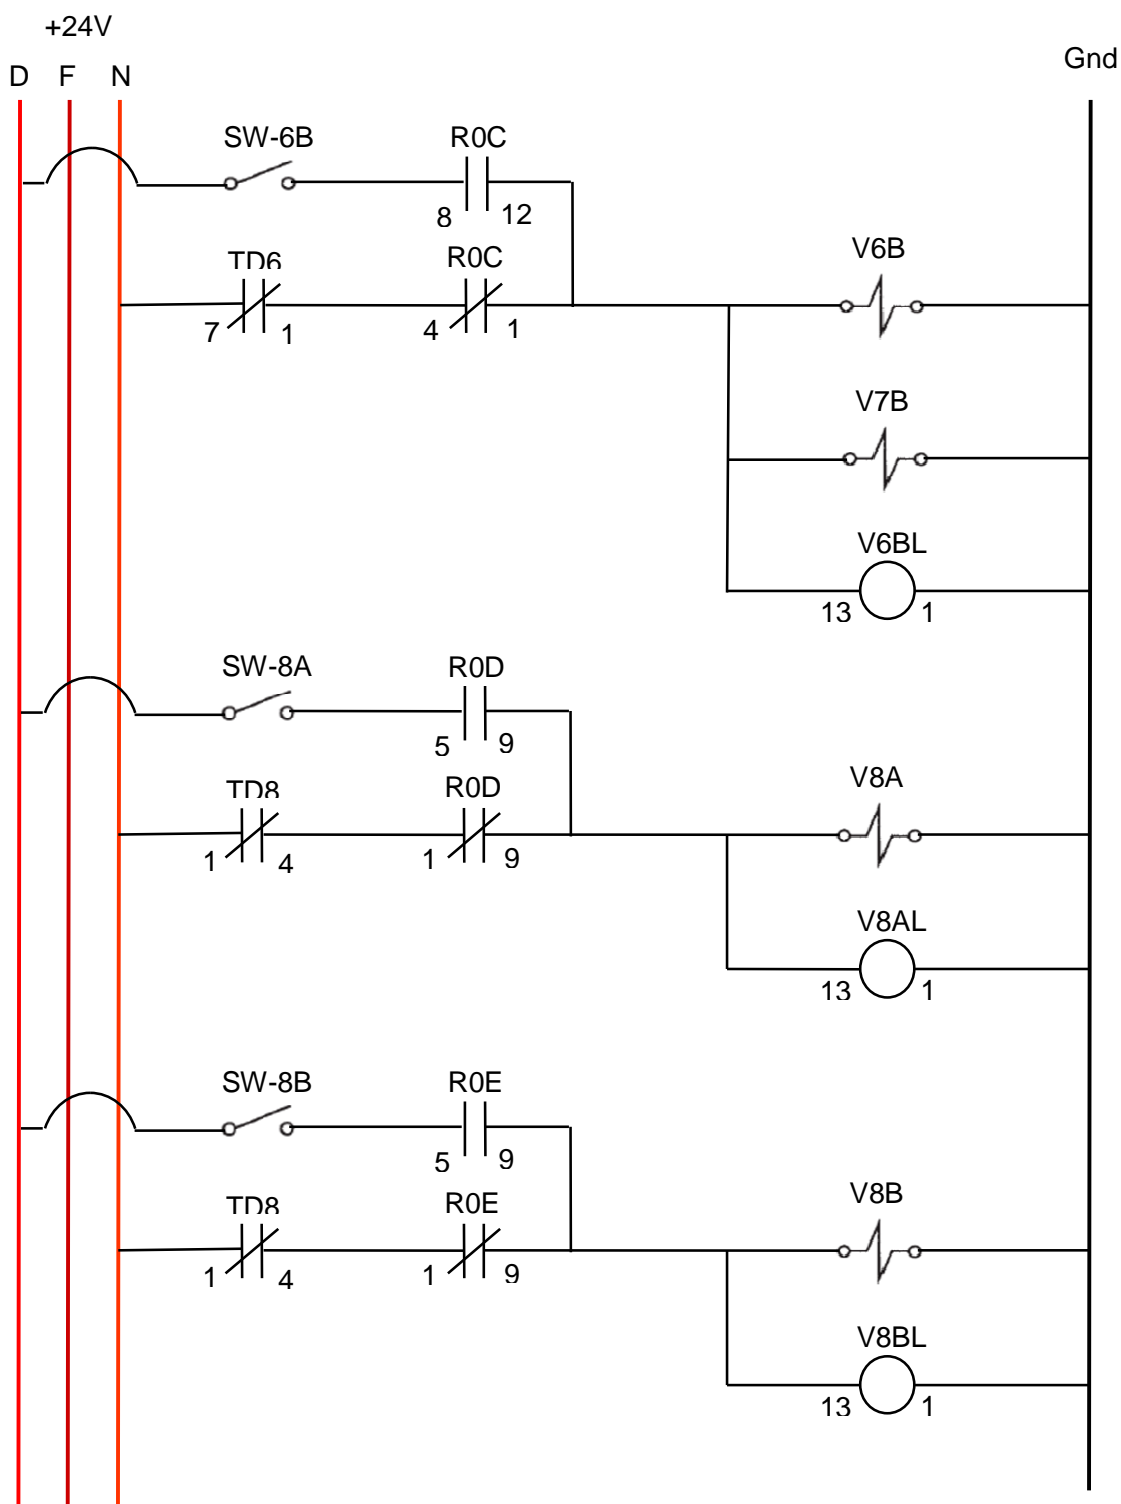 +24V
Gnd
D F N
SW-6B R0C
8 12
TD6 R0C V6B
7 1 4 1
V7B
V6BL
13 1
SW-8A R0D
5 9
TD8 R0D V8A
1 4 1 9
V8AL
13 1
SW-8B R0E
5 9
TD8 R0E V8B
1 4 1 9
V8BL
13 1